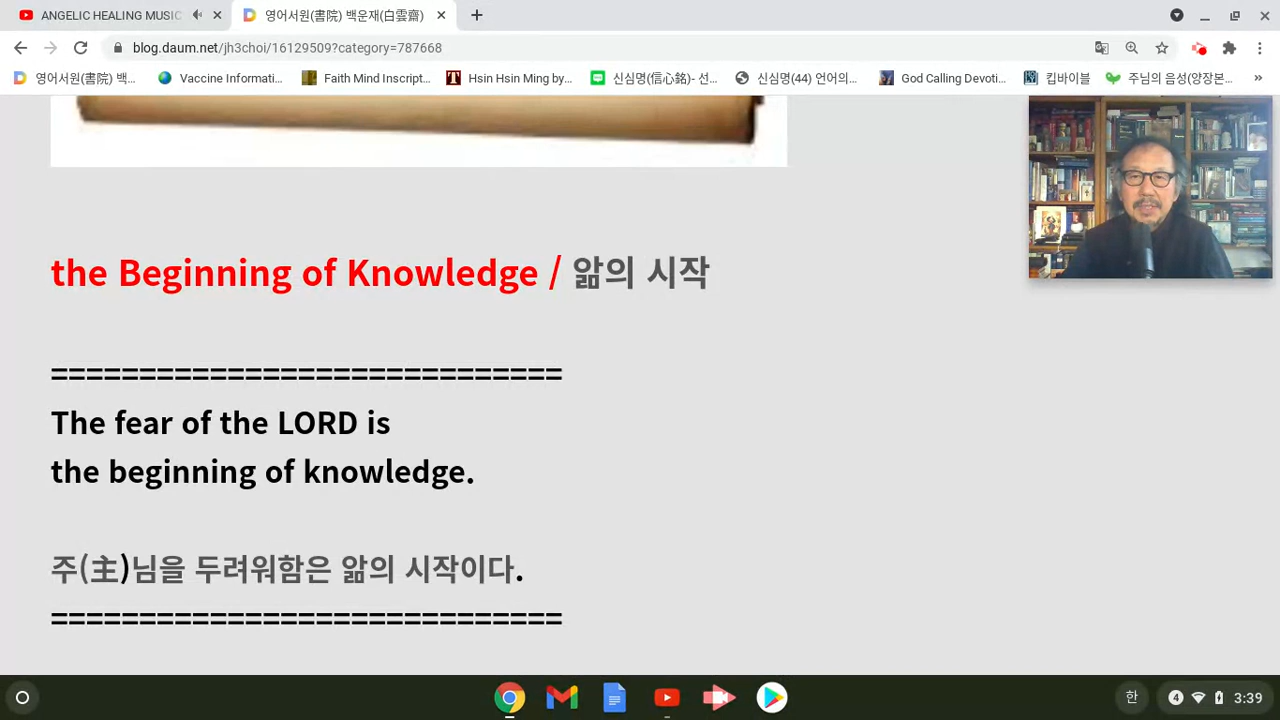 ANGELIC HEALING MUSIC
영어서원(書院) 백운재(白雲齋)
blog.daum.net/jh3choi/16129509?category=787668
영어서원(書院) 백...
Vaccine Informati...
Faith Mind Inscript...
Hsin Hsin Ming by...
신심명(信心銘)- 선...
신심명(44) 언어의...
God Calling Devoti...
킵바이블
주님의 음성(양장본...
»
the Beginning of Knowledge / 앎의 시작
=============================
The fear of the LORD is
the beginning of knowledge.
주(主)님을 두려워함은 앎의 시작이다.
=============================
한
4
3:39